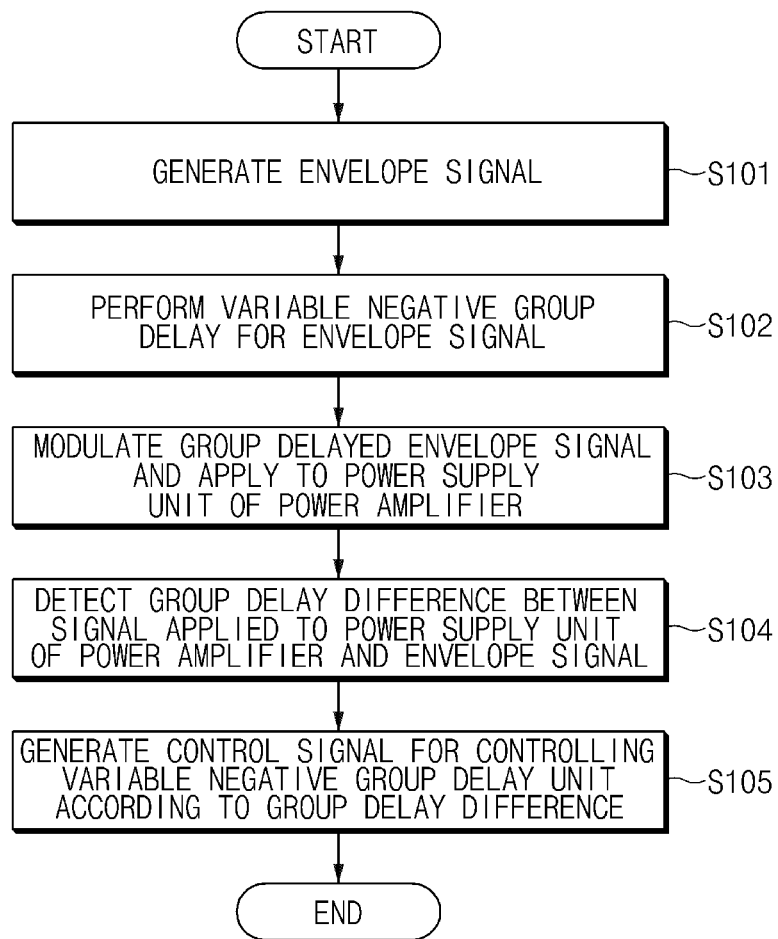 START
GENERATE ENVELOPE SIGNAL
S101
PERFORM VARIABLE NEGATIVE GROUP
DELAY FOR ENVELOPE SIGNAL
S102
MODULATE GROUP DELAYED ENVELOPE SIGNAL
AND APPLY TO POWER SUPPLY
UNIT OF POWER AMPLIFIER
S103
DETECT GROUP DELAY DIFFERENCE BETWEEN
SIGNAL APPLIED TO POWER SUPPLY UNIT
OF POWER AMPLIFIER AND ENVELOPE SIGNAL
S104
GENERATE CONTROL SIGNAL FOR CONTROLLING
VARIABLE NEGATIVE GROUP DELAY UNIT
ACCORDING TO GROUP DELAY DIFFERENCE
S105
END